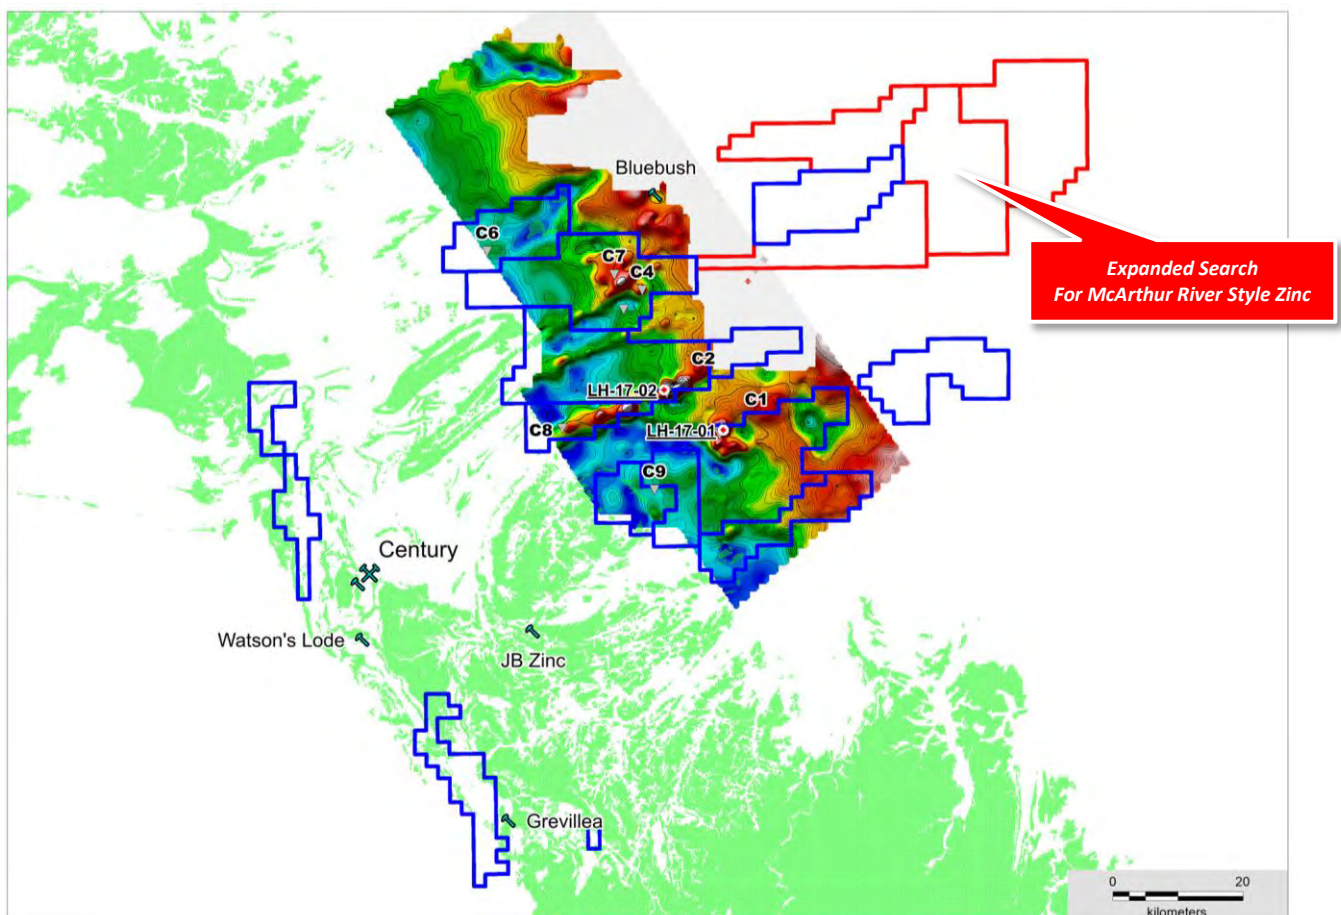 Bluebush
C6
C7
C4
Expanded Search
For McArthur River Style Zinc
C2
LH-17-02
C1
C8
LH-17-01
C9
Century
Watson's Lode
JB Zinc
Grevillea
0 20
kilometers